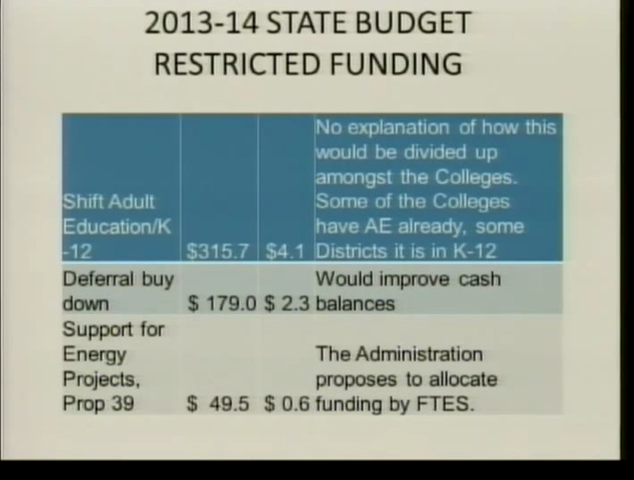 2013-14 STATE BUDGET
RESTRICTED FUNDING
No explanation of how this
would be divided up
amongst the Colleges.
Shift Adult Some of the Colleges
Education/K have AE already, some
-12 $315.7 $4.1 Districts it is in K-12
Deferral buy Would improve cash
down $ 179.0 $ 2.3 balances
Support for
Energy The Administration
Projects, proposes to allocate
Prop 39 $ 49.5 $ 0.6 funding by FTES.